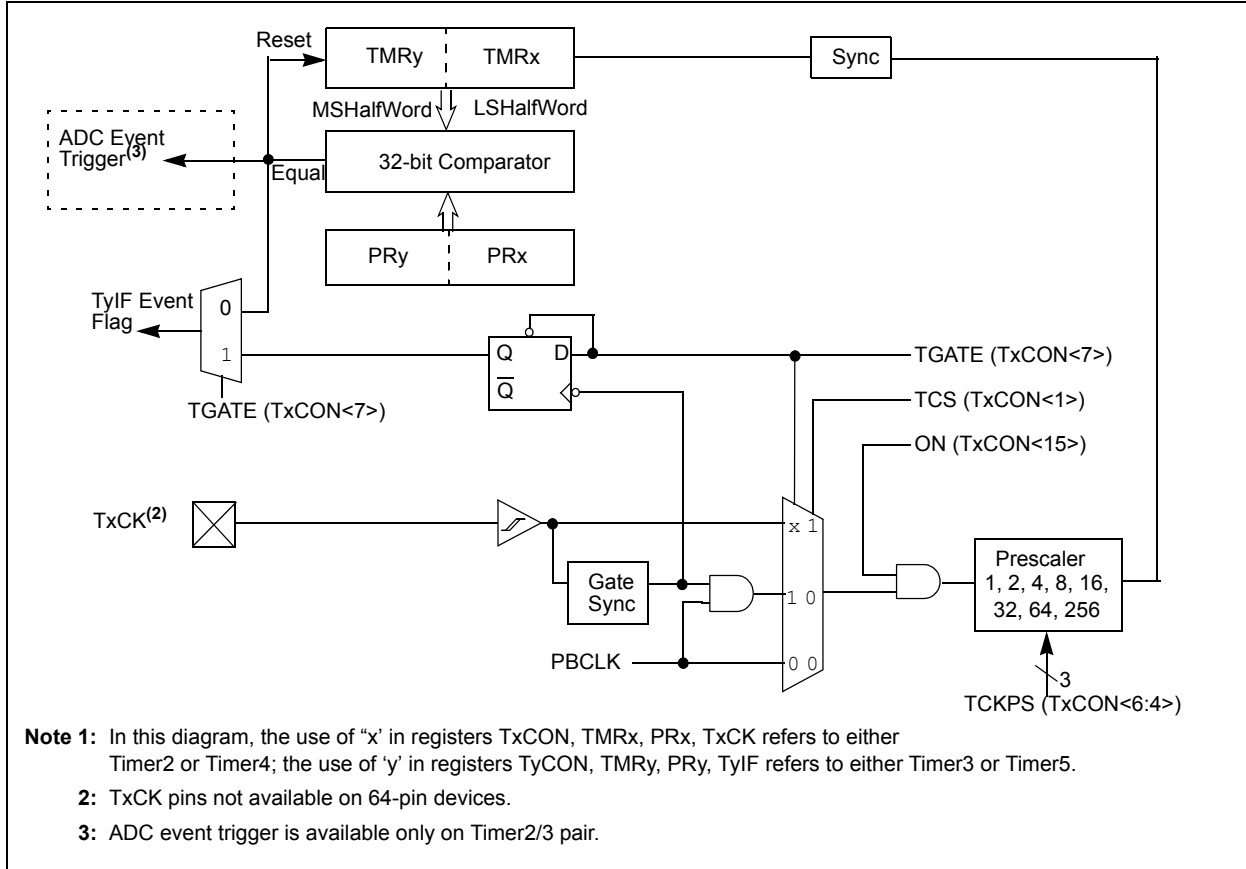 Reset
TMRy TMRx
Sync
MSHalfWord LSHalfWord
ADC Event
Trigger(3)
Equal
32-bit Comparator
PRy PRx
TyIF Event
Flag
0
1
Q D
Q
TGATE (TxCON<7>)
TGATE (TxCON<7>)
TCS (TxCON<1>)
ON (TxCON<15>)
TxCK(2)
x 1
Gate
Sync
1 0
Prescaler
1, 2, 4, 8, 16,
32, 64, 256
PBCLK
0 0
3
TCKPS (TxCON<6:4>)
Note 1: In this diagram, the use of “x’ in registers TxCON, TMRx, PRx, TxCK refers to either
Timer2 or Timer4; the use of ‘y’ in registers TyCON, TMRy, PRy, TyIF refers to either Timer3 or Timer5.
2: TxCK pins not available on 64-pin devices.
3: ADC event trigger is available only on Timer2/3 pair.